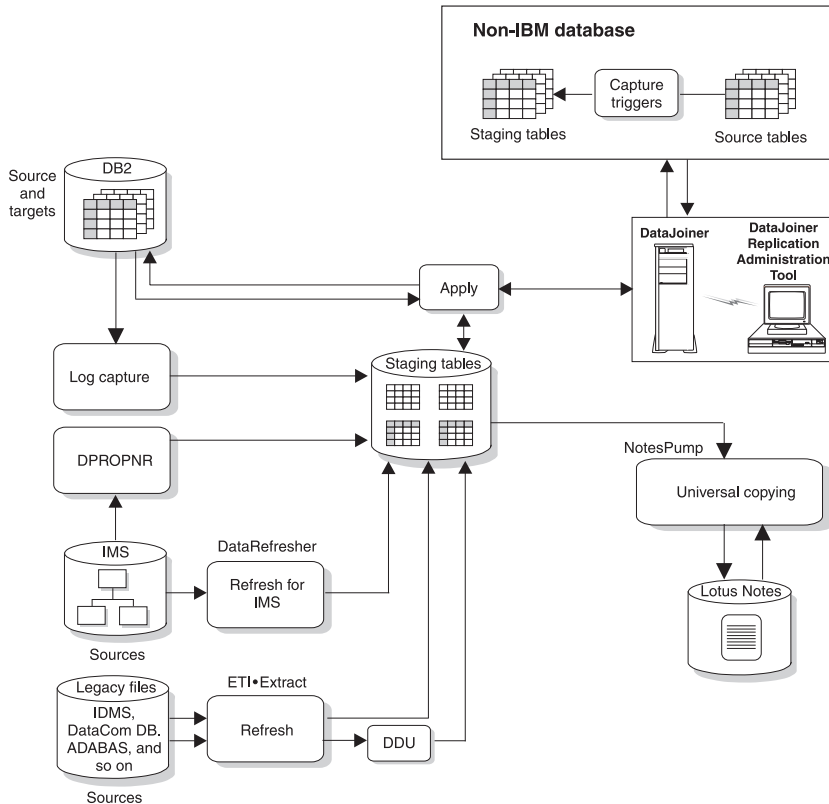 Non-IBM database
Capture
triggers
Staging tables
Source tables
DB2
Source
and
targets
DataJoiner
DataJoiner
Replication
Administration
Tool
Apply
Log capture
Staging tables
DPROPNR
NotesPump
Universal copying
IMS
DataRefresher
Refresh for
IMS
Lotus Notes
Sources
Legacy files
IDMS,
DataCom DB.
ADABAS, and
so on
ETI•Extract
Refresh
DDU
Sources